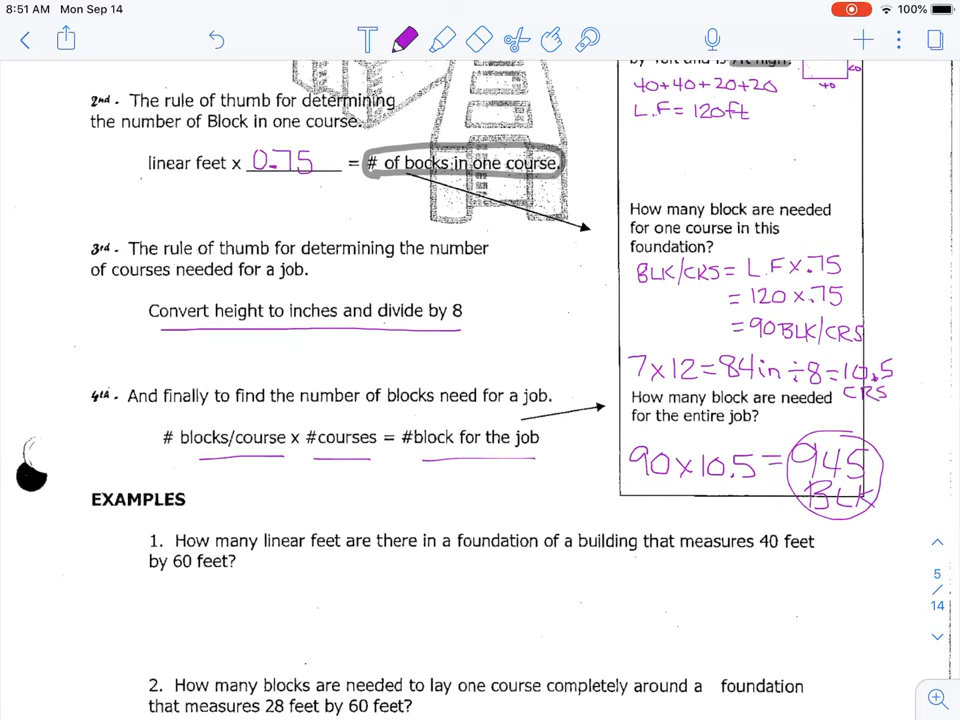 8:51 AM Mon Sep 14
100%
2nd - The rule of thumb for determining
the number of Block in one course.
linear feet x 0.75 = # of bocks in one course.
3rd - The rule of thumb for determining the number
of courses needed for a job.
Convert height to inches and divide by 8
4th - And finally to find the number of blocks need for a job.
# blocks/course x #courses = #block for the job
40+40+20+20
L.F = 120ft
How many block are needed
for one course in this
foundation?
BLK/CRS = L.F x .75
= 120 x .75
= 90 BLK/CRS
7 x 12 = 84in ÷ 8 = 10.5
CRS
How many block are needed
for the entire job?
90 x 10.5 = 945
BLK
EXAMPLES
1. How many linear feet are there in a foundation of a building that measures 40 feet
by 60 feet?
2. How many blocks are needed to lay one course completely around a foundation
that measures 28 feet by 60 feet?
5
/
14